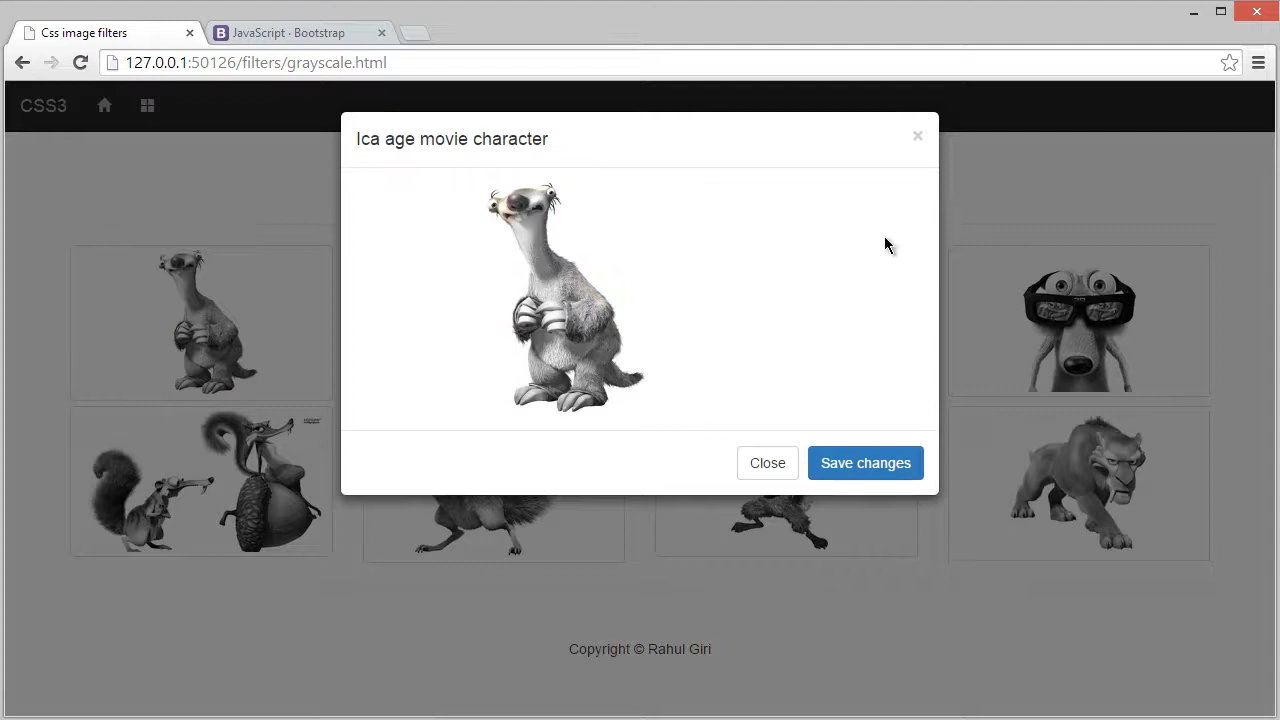 Css image filters
JavaScript · Bootstrap
127.0.0.1:50126/filters/grayscale.html
CSS3
Ica age movie character
Close
Save changes
Copyright © Rahul Giri